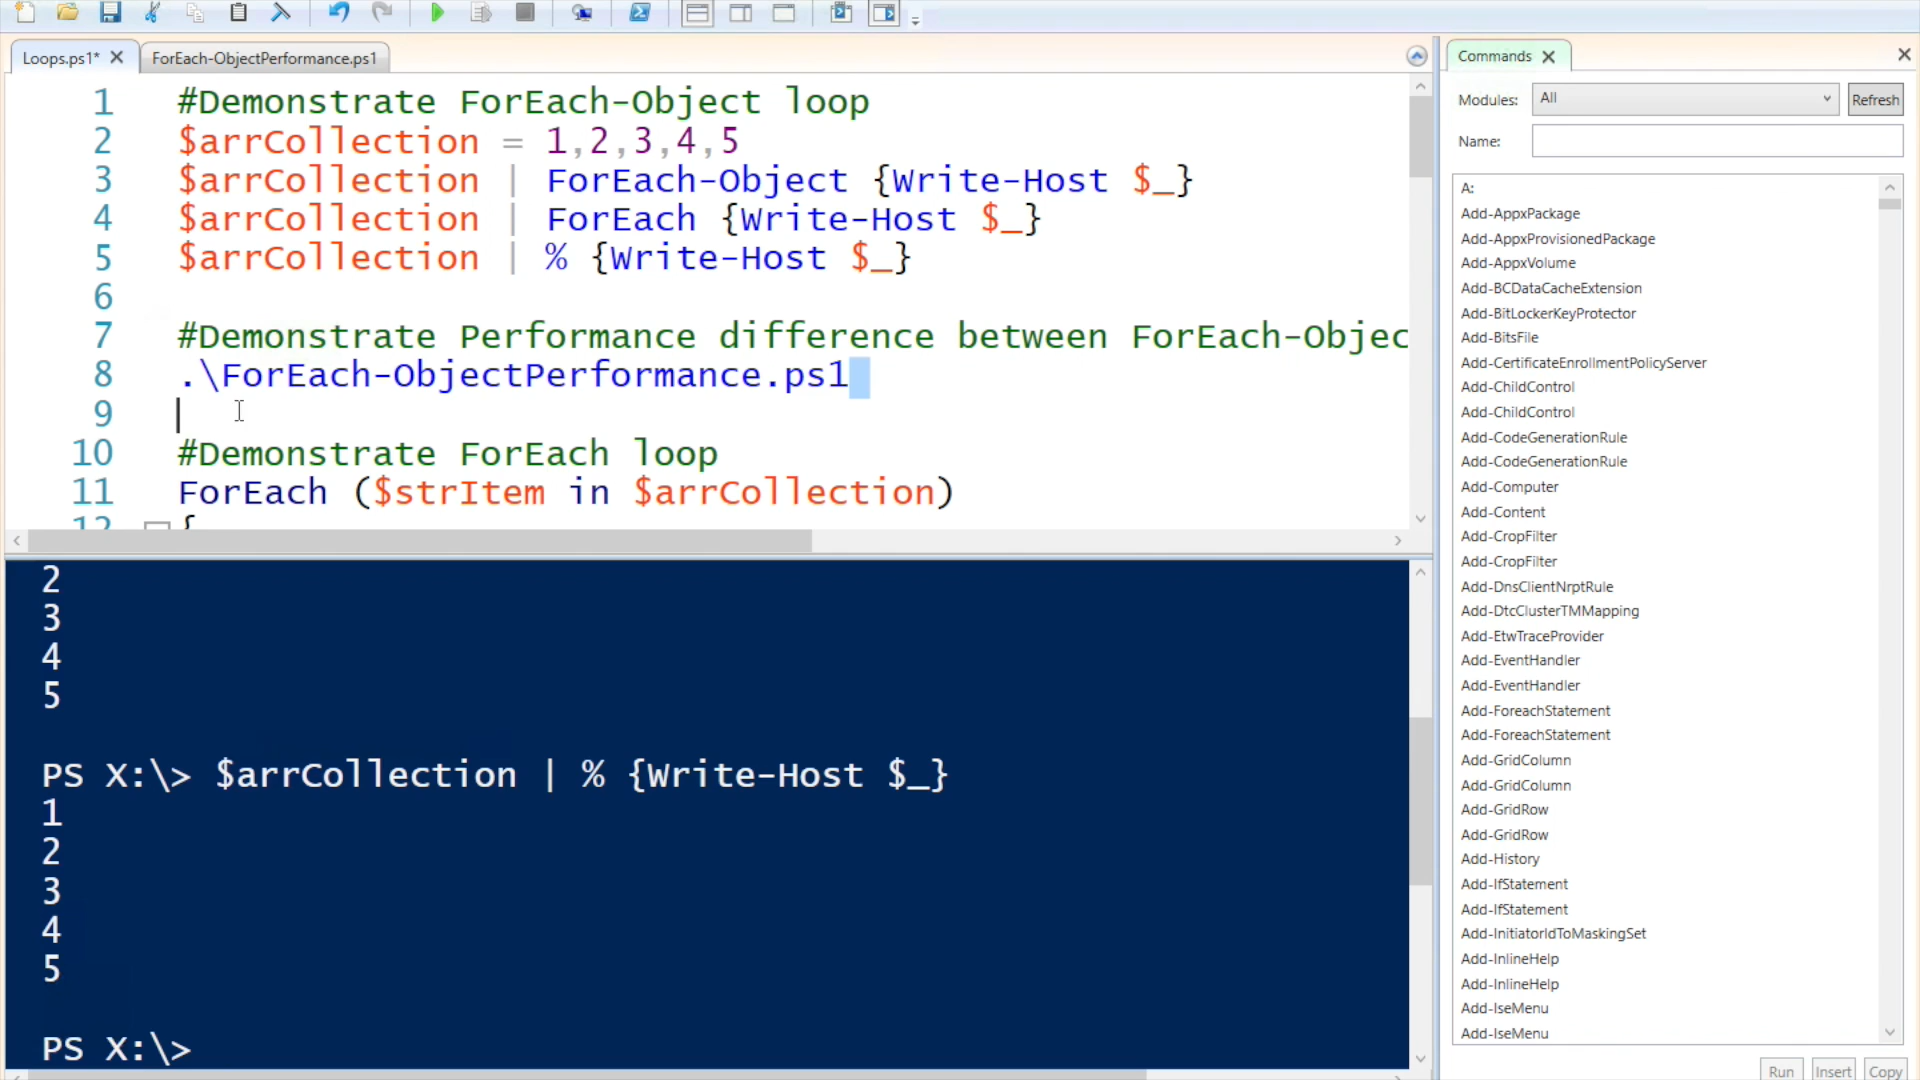 Loops.ps1*
ForEach-ObjectPerformance.ps1
1 #Demonstrate ForEach-Object loop
2 $arrCollection = 1,2,3,4,5
3 $arrCollection | ForEach-Object {Write-Host $_}
4 $arrCollection | ForEach {Write-Host $_}
5 $arrCollection | % {Write-Host $_}
6
7 #Demonstrate Performance difference between ForEach-Objec
8 .\ForEach-ObjectPerformance.ps1
9
10 #Demonstrate ForEach loop
11 ForEach ($strItem in $arrCollection)
12 {
2
3
4
5
PS X:\> $arrCollection | % {Write-Host $_}
1
2
3
4
5
PS X:\>
Commands
Modules: All Refresh
Name:
A:
Add-AppxPackage
Add-AppxProvisionedPackage
Add-AppxVolume
Add-BCDataCacheExtension
Add-BitLockerKeyProtector
Add-BitsFile
Add-CertificateEnrollmentPolicyServer
Add-ChildControl
Add-ChildControl
Add-CodeGenerationRule
Add-CodeGenerationRule
Add-Computer
Add-Content
Add-CropFilter
Add-CropFilter
Add-DnsClientNrptRule
Add-DtcClusterTMMapping
Add-EtwTraceProvider
Add-EventHandler
Add-EventHandler
Add-ForeachStatement
Add-ForeachStatement
Add-GridColumn
Add-GridColumn
Add-GridRow
Add-GridRow
Add-History
Add-IfStatement
Add-IfStatement
Add-InitiatorIdToMaskingSet
Add-InlineHelp
Add-InlineHelp
Add-IseMenu
Add-IseMenu
Run Insert Copy